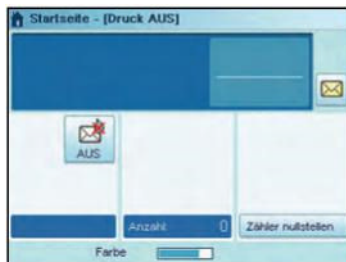 Startseite - [Druck AUS]
AUS
Anzahl 0
Zähler nullstellen
Farbe